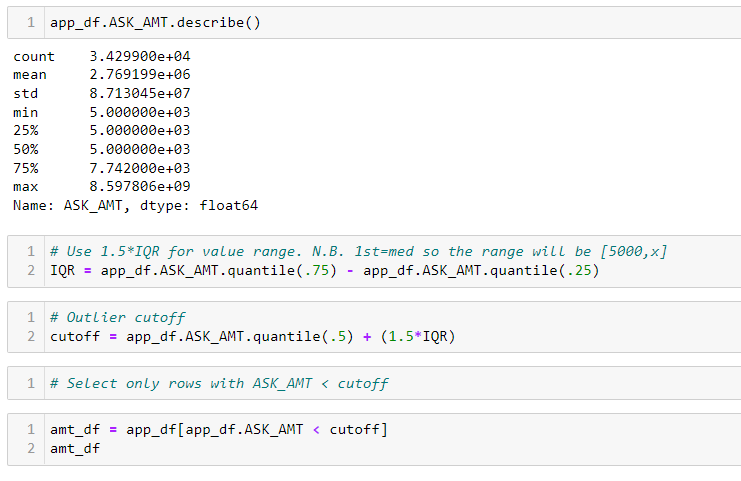 1 app_df.ASK_AMT.describe()
count 3.429900e+04
mean 2.769199e+06
std 8.713045e+07
min 5.000000e+03
25% 5.000000e+03
50% 5.000000e+03
75% 7.742000e+03
max 8.597806e+09
Name: ASK_AMT, dtype: float64
1 # Use 1.5*IQR for value range. N.B. 1st=med so the range will be [5000,x]
2 IQR = app_df.ASK_AMT.quantile(.75) - app_df.ASK_AMT.quantile(.25)
1 # Outlier cutoff
2 cutoff = app_df.ASK_AMT.quantile(.5) + (1.5*IQR)
1 # Select only rows with ASK_AMT < cutoff
1 amt_df = app_df[app_df.ASK_AMT < cutoff]
2 amt_df